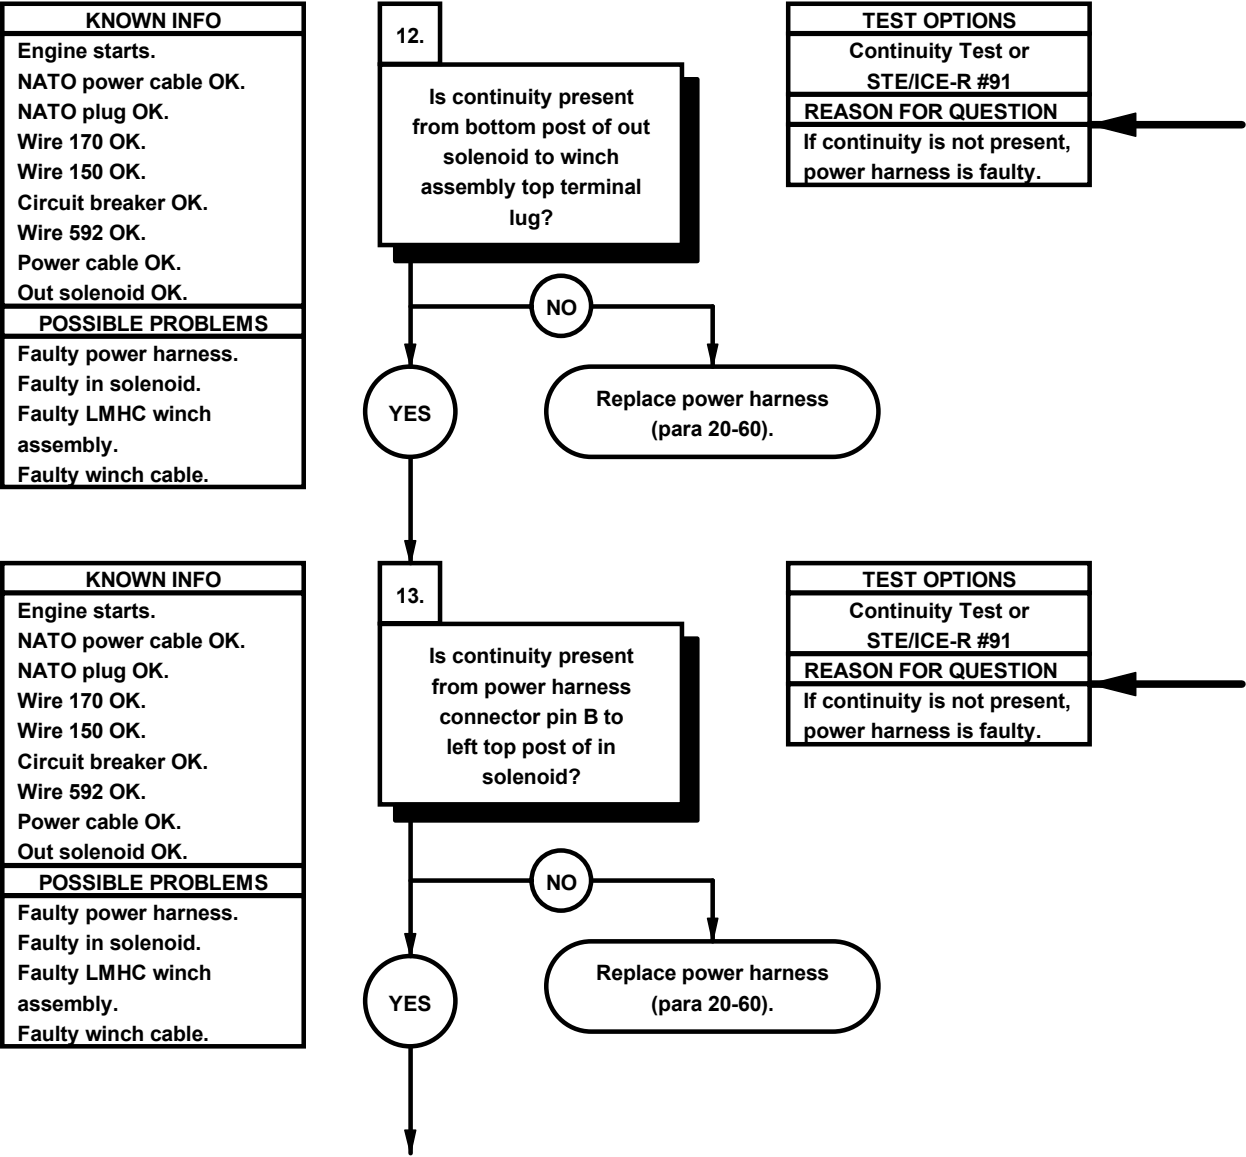 KNOWN INFO
Engine starts.
NATO power cable OK.
NATO plug OK.
Wire 170 OK.
Wire 150 OK.
Circuit breaker OK.
Wire 592 OK.
Power cable OK.
Out solenoid OK.
POSSIBLE PROBLEMS
Faulty power harness.
Faulty in solenoid.
Faulty LMHC winch
assembly.
Faulty winch cable.
12.
Is continuity present
from bottom post of out
solenoid to winch
assembly top terminal
lug?
NO
YES
Replace power harness
(para 20-60).
TEST OPTIONS
Continuity Test or
STE/ICE-R #91
REASON FOR QUESTION
If continuity is not present,
power harness is faulty.
KNOWN INFO
Engine starts.
NATO power cable OK.
NATO plug OK.
Wire 170 OK.
Wire 150 OK.
Circuit breaker OK.
Wire 592 OK.
Power cable OK.
Out solenoid OK.
POSSIBLE PROBLEMS
Faulty power harness.
Faulty in solenoid.
Faulty LMHC winch
assembly.
Faulty winch cable.
13.
Is continuity present
from power harness
connector pin B to
left top post of in
solenoid?
NO
YES
Replace power harness
(para 20-60).
TEST OPTIONS
Continuity Test or
STE/ICE-R #91
REASON FOR QUESTION
If continuity is not present,
power harness is faulty.